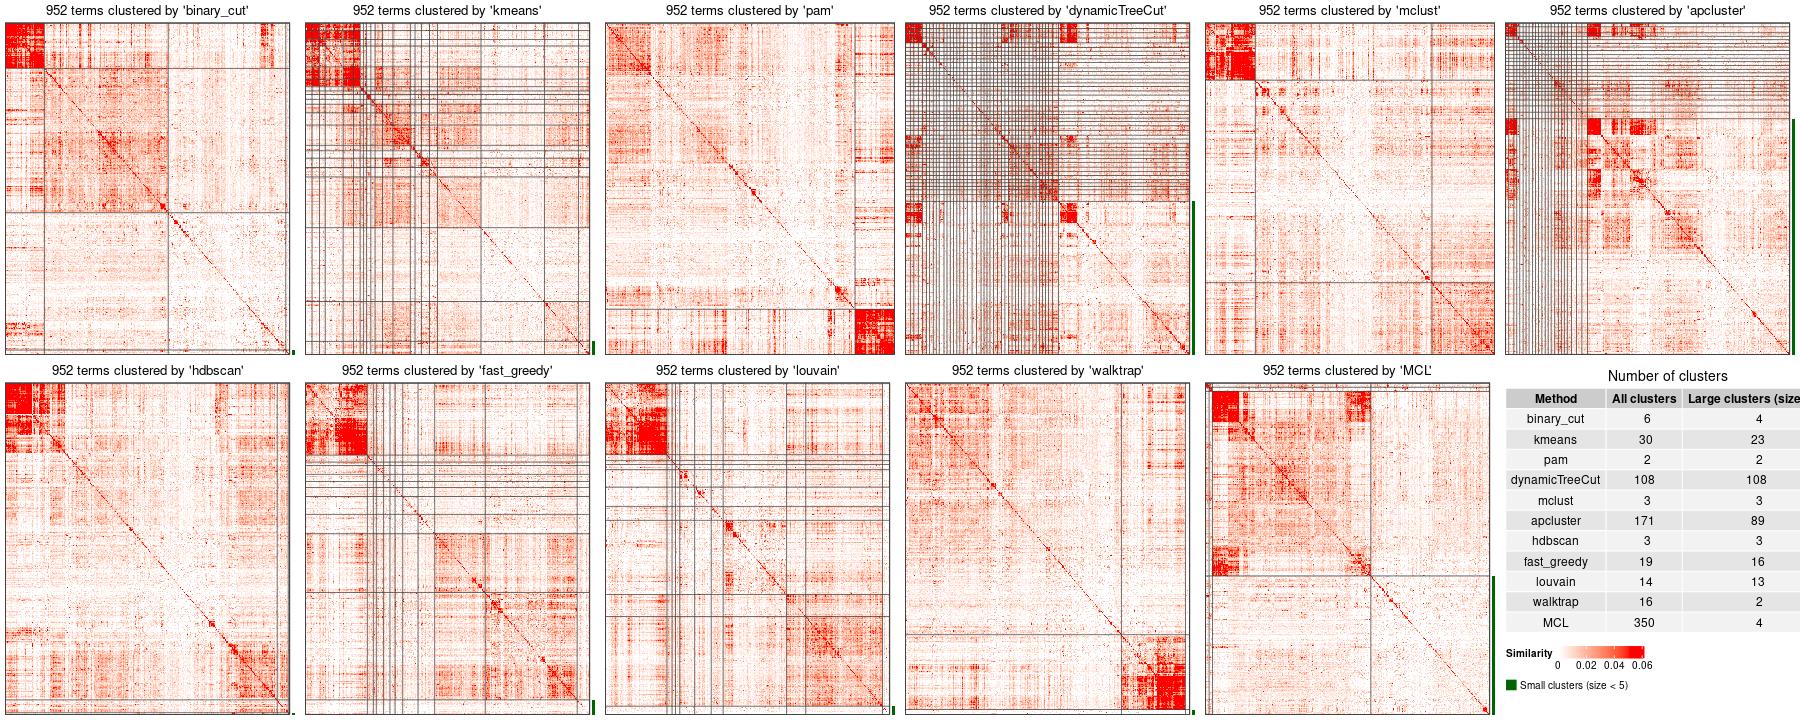 952 terms clustered by 'binary_cut'
952 terms clustered by 'kmeans'
952 terms clustered by 'pam'
952 terms clustered by 'dynamicTreeCut'
952 terms clustered by 'mclust'
952 terms clustered by 'apcluster'
952 terms clustered by 'hdbscan'
952 terms clustered by 'fast_greedy'
952 terms clustered by 'louvain'
952 terms clustered by 'walktrap'
952 terms clustered by 'MCL'
Number of clusters
Method All clusters Large clusters (size
binary_cut 6 4
kmeans 30 23
pam 2 2
dynamicTreeCut 108 108
mclust 3 3
apcluster 171 89
hdbscan 3 3
fast_greedy 19 16
louvain 14 13
walktrap 16 2
MCL 350 4
Similarity
0 0.02 0.04 0.06
Small clusters (size < 5)